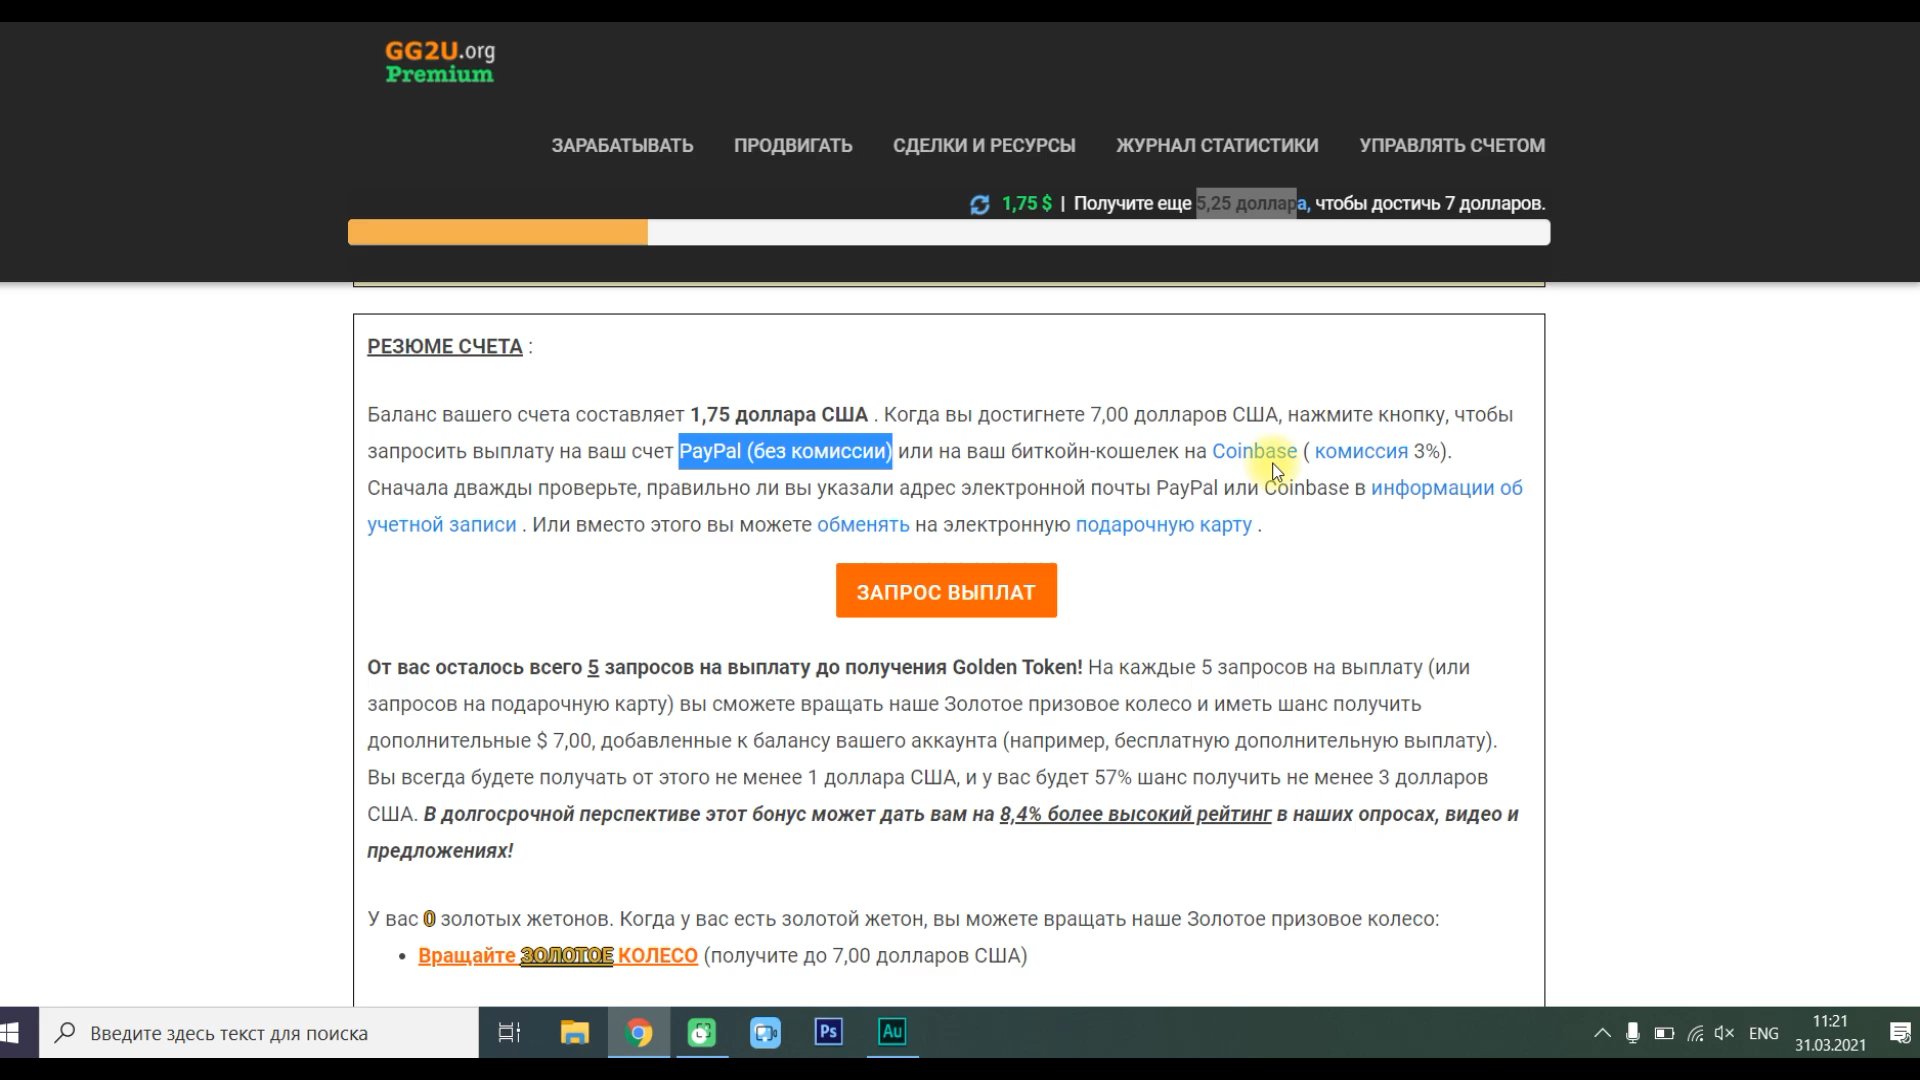 GG2U.org
Premium
ЗАРАБАТЫВАТЬ ПРОДВИГАТЬ СДЕЛКИ И РЕСУРСЫ ЖУРНАЛ СТАТИСТИКИ УПРАВЛЯТЬ СЧЕТОМ
1,75 $ | Получите еще 5,25 доллара, чтобы достичь 7 долларов.
РЕЗЮМЕ СЧЕТА :
Баланс вашего счета составляет 1,75 доллара США . Когда вы достигнете 7,00 долларов США, нажмите кнопку, чтобы
запросить выплату на ваш счет PayPal (без комиссии) или на ваш биткойн-кошелек на Coinbase ( комиссия 3%).
Сначала дважды проверьте, правильно ли вы указали адрес электронной почты PayPal или Coinbase в информации об
учетной записи . Или вместо этого вы можете обменять на электронную подарочную карту .
ЗАПРОС ВЫПЛАТ
От вас осталось всего 5 запросов на выплату до получения Golden Token! На каждые 5 запросов на выплату (или
запросов на подарочную карту) вы сможете вращать наше Золотое призовое колесо и иметь шанс получить
дополнительные $ 7,00, добавленные к балансу вашего аккаунта (например, бесплатную дополнительную выплату).
Вы всегда будете получать от этого не менее 1 доллара США, и у вас будет 57% шанс получить не менее 3 долларов
США. В долгосрочной перспективе этот бонус может дать вам на 8,4% более высокий рейтинг в наших опросах, видео и
предложениях!
У вас 0 золотых жетонов. Когда у вас есть золотой жетон, вы можете вращать наше Золотое призовое колесо:
• Вращайте ЗОЛОТОЕ КОЛЕСО (получите до 7,00 долларов США)
Введите здесь текст для поиска
Ps
Au
ENG
11:21
31.03.2021